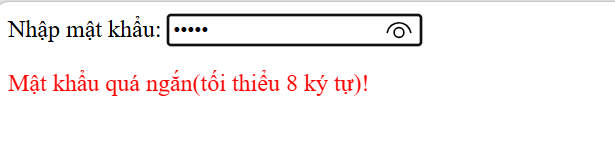 Nhập mật khẩu: •••••
Mật khẩu quá ngắn(tối thiểu 8 ký tự)!